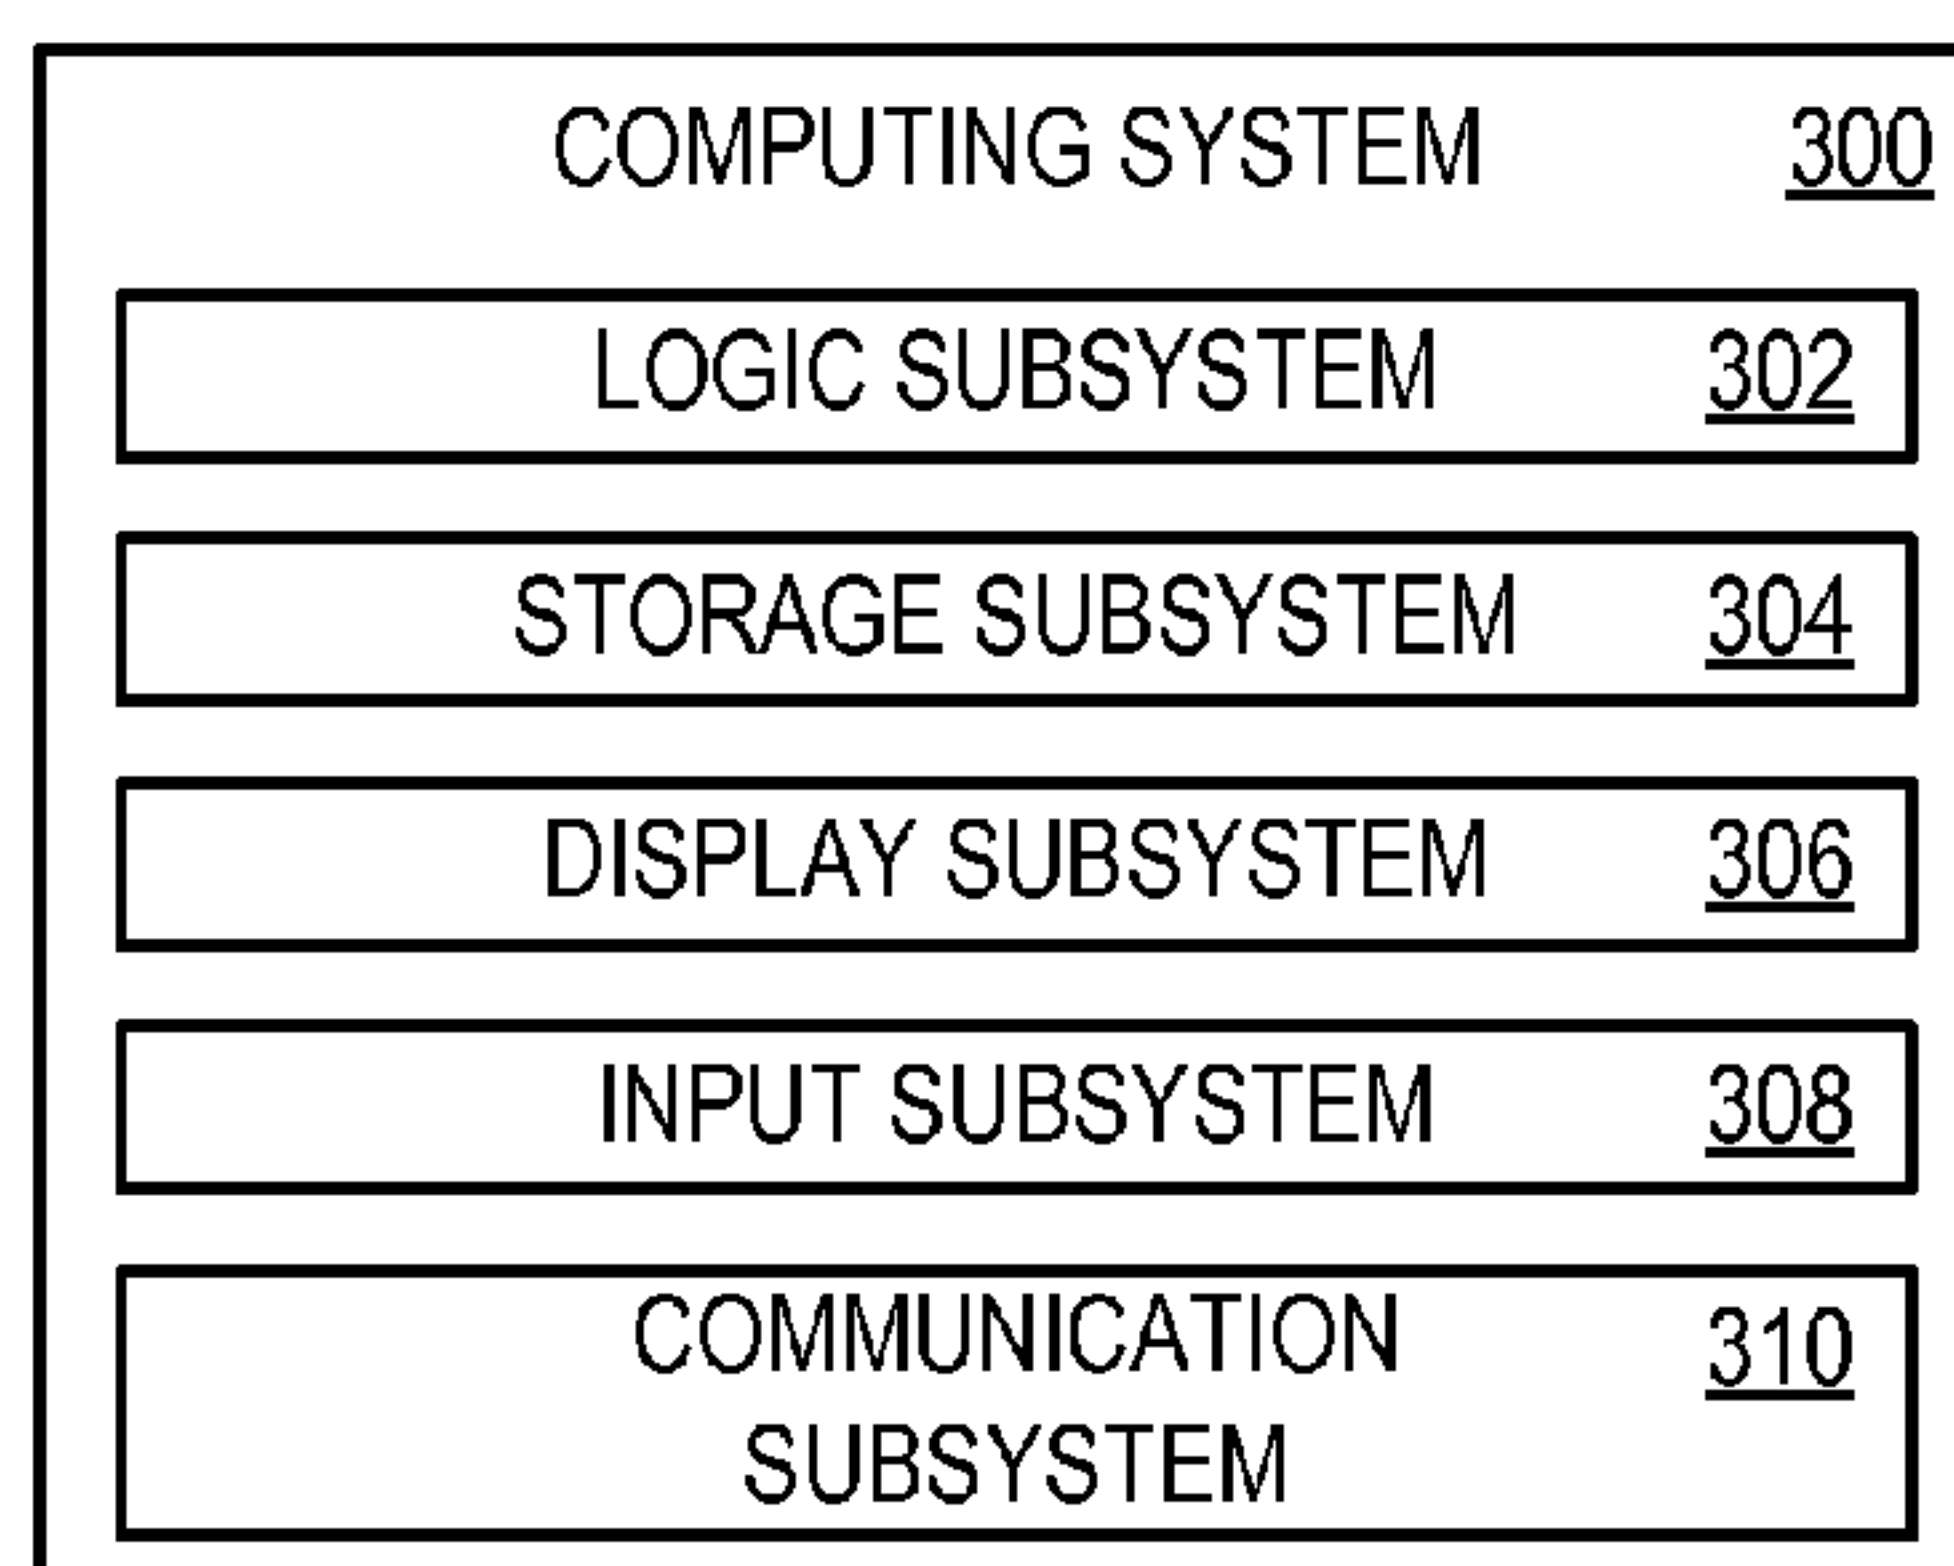 COMPUTING SYSTEM 300
LOGIC SUBSYSTEM 302
STORAGE SUBSYSTEM 304
DISPLAY SUBSYSTEM 306
INPUT SUBSYSTEM 308
COMMUNICATION 310
SUBSYSTEM